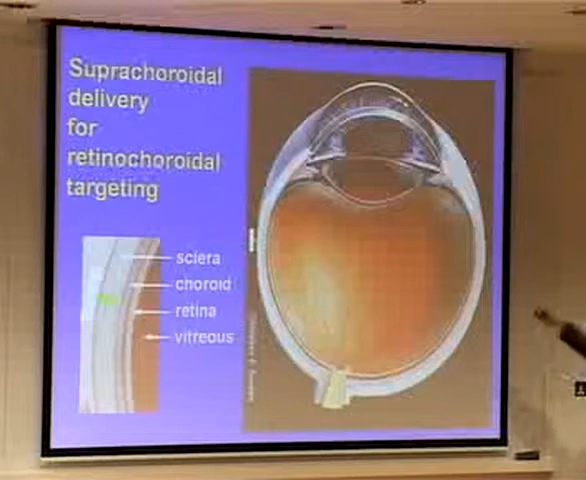 Suprachoroidal
delivery
for
retinochoroidal
targeting
sclera
choroid
retina
vitreous